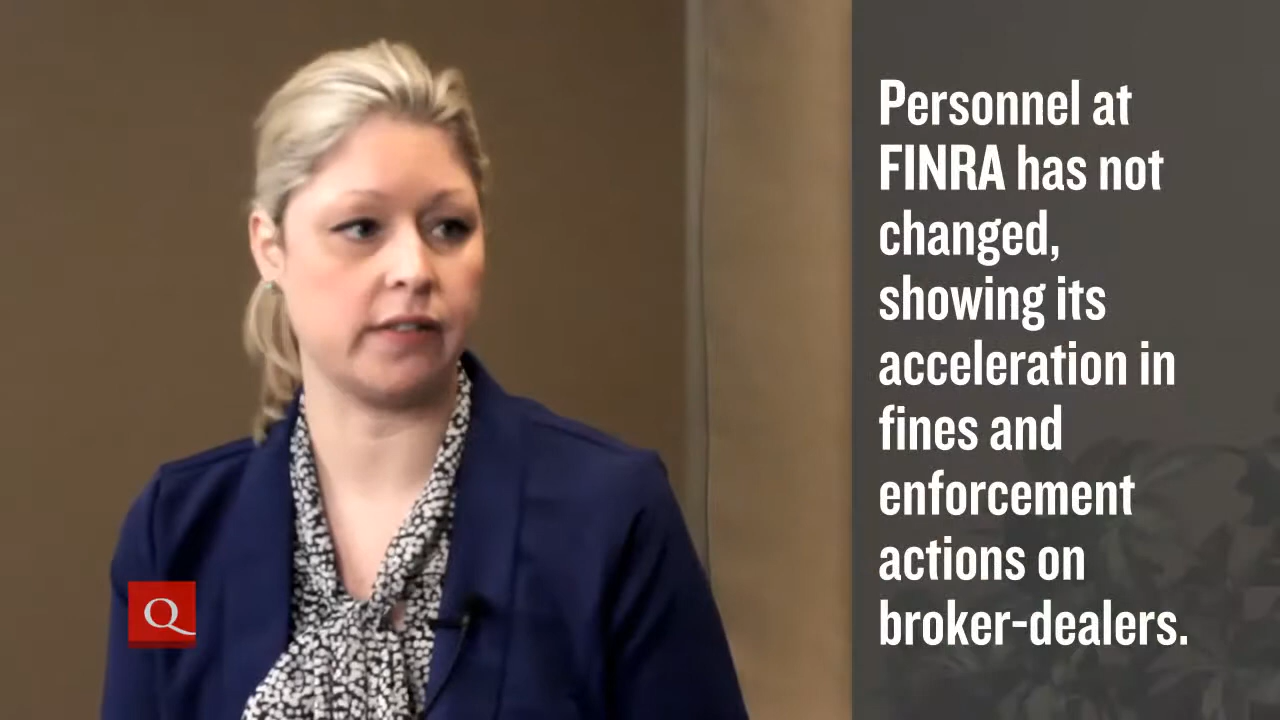 Personnel at
FINRA has not
changed,
showing its
acceleration in
fines and
enforcement
actions on
broker-dealers.
Q